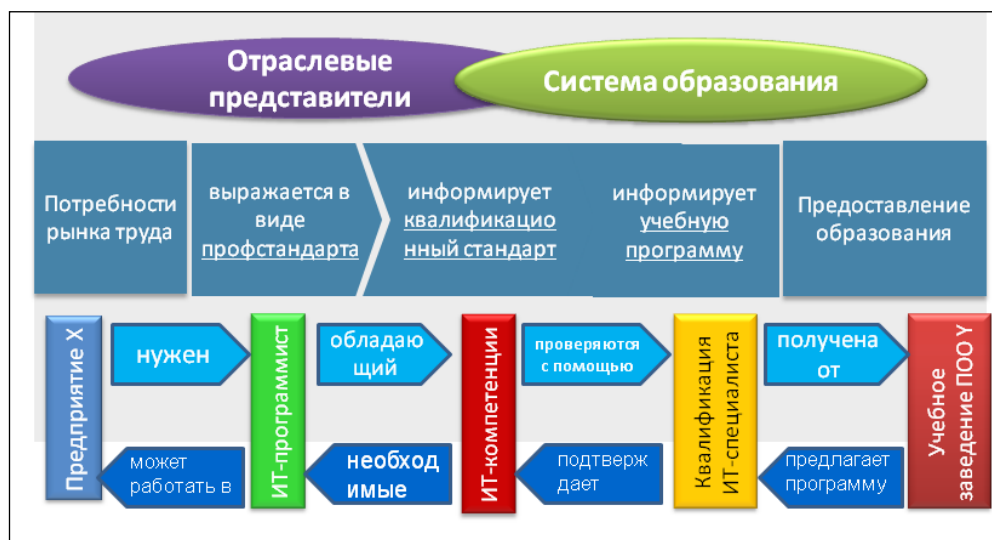 Отраслевые
представители
Система образования
Потребности
рынка труда
выражается в
виде
профстандарта
информирует
квалификацио
нный стандарт
информирует
учебную
программу
Предоставление
образования
Предприятие X
нужен
ИТ-программист
обладаю
щий
ИТ-компетенции
проверяются
с помощью
Квалификация
ИТ-специалиста
получена
от
Учебное
заведение ПОО Y
может
работать в
необход
имые
подтверж
дает
предлагает
программу